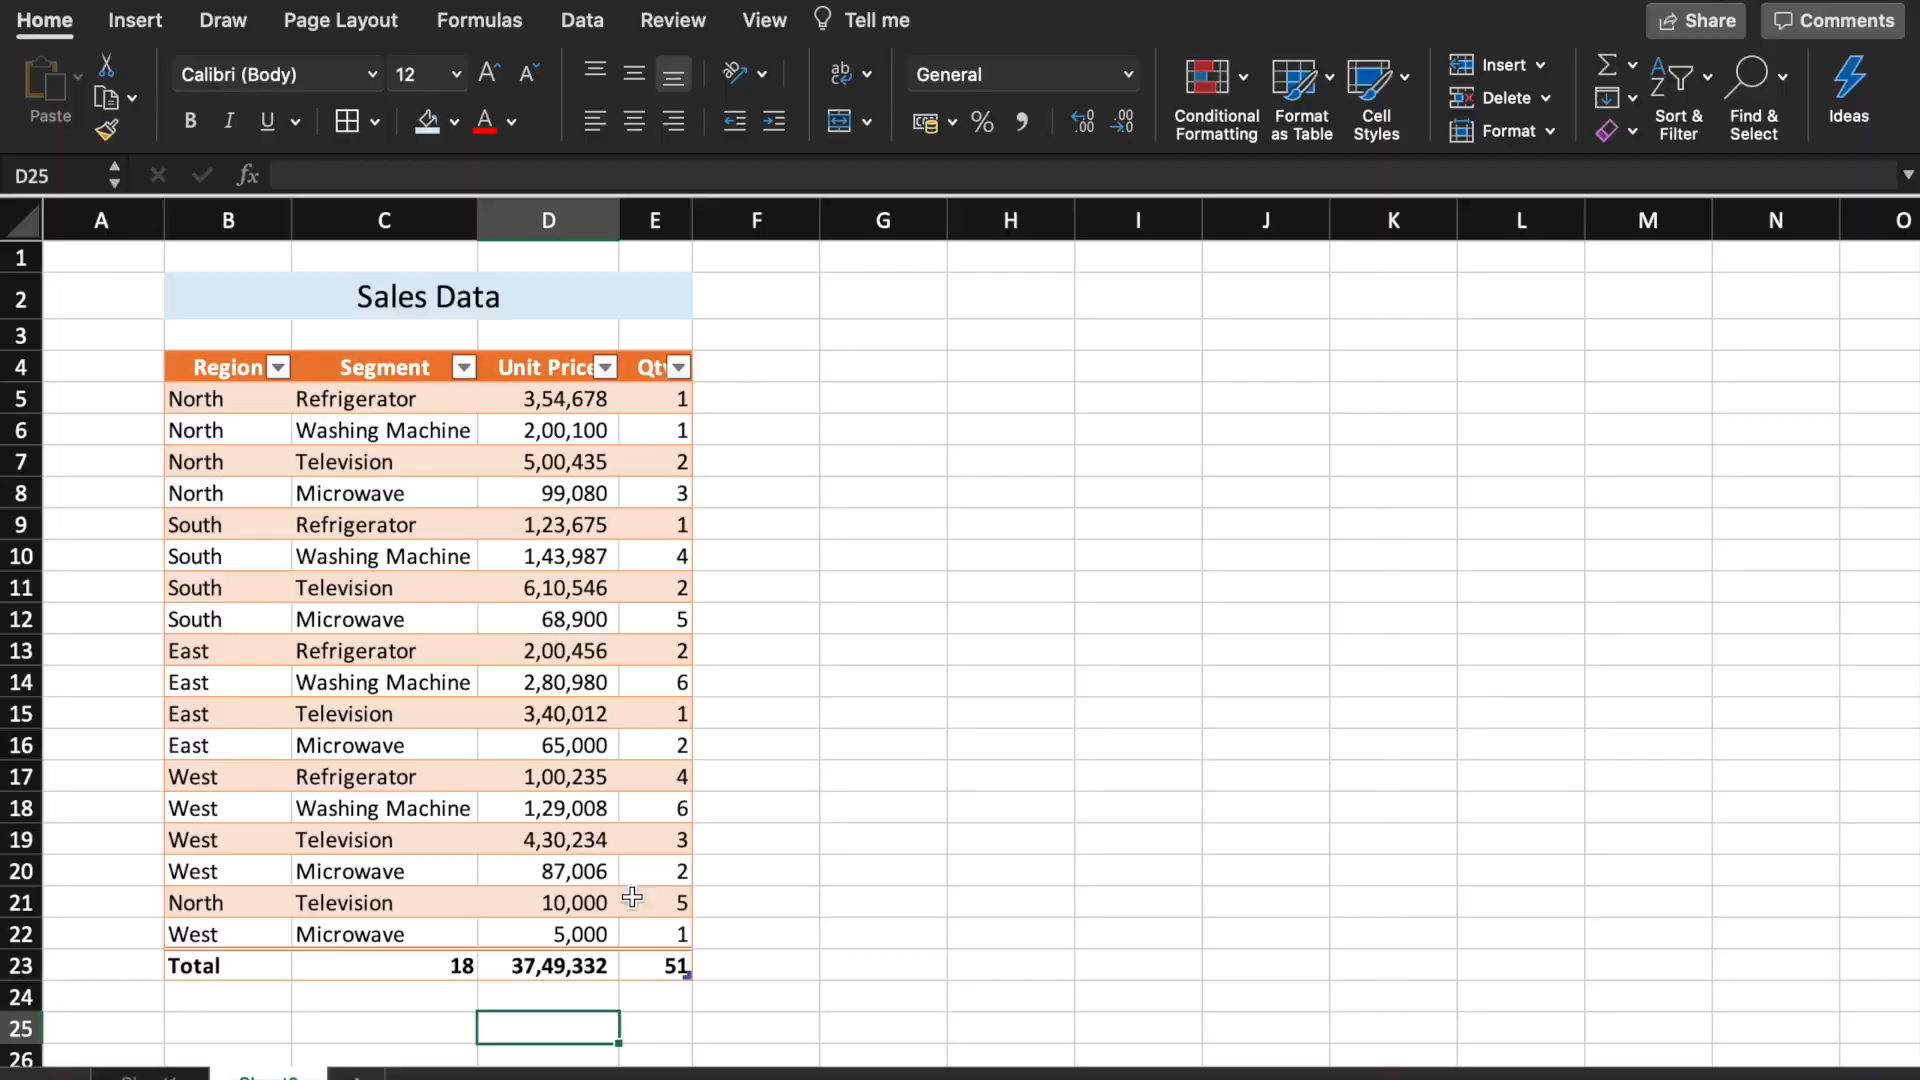 Home Insert Draw Page Layout Formulas Data Review View Tell me Share Comments
Paste Calibri (Body) 12 A A ab General Conditional Formatting Format as Table Cell Styles Insert Delete Format Sort & Filter Find & Select Ideas
B I U A % .00 .00
D25 fx
A B C D E F G H I J K L M N O
1
2 Sales Data
3
4 Region Segment Unit Price Qty
5 North Refrigerator 3,54,678 1
6 North Washing Machine 2,00,100 1
7 North Television 5,00,435 2
8 North Microwave 99,080 3
9 South Refrigerator 1,23,675 1
10 South Washing Machine 1,43,987 4
11 South Television 6,10,546 2
12 South Microwave 68,900 5
13 East Refrigerator 2,00,456 2
14 East Washing Machine 2,80,980 6
15 East Television 3,40,012 1
16 East Microwave 65,000 2
17 West Refrigerator 1,00,235 4
18 West Washing Machine 1,29,008 6
19 West Television 4,30,234 3
20 West Microwave 87,006 2
21 North Television 10,000 5
22 West Microwave 5,000 1
23 Total 18 37,49,332 51
24
25
26